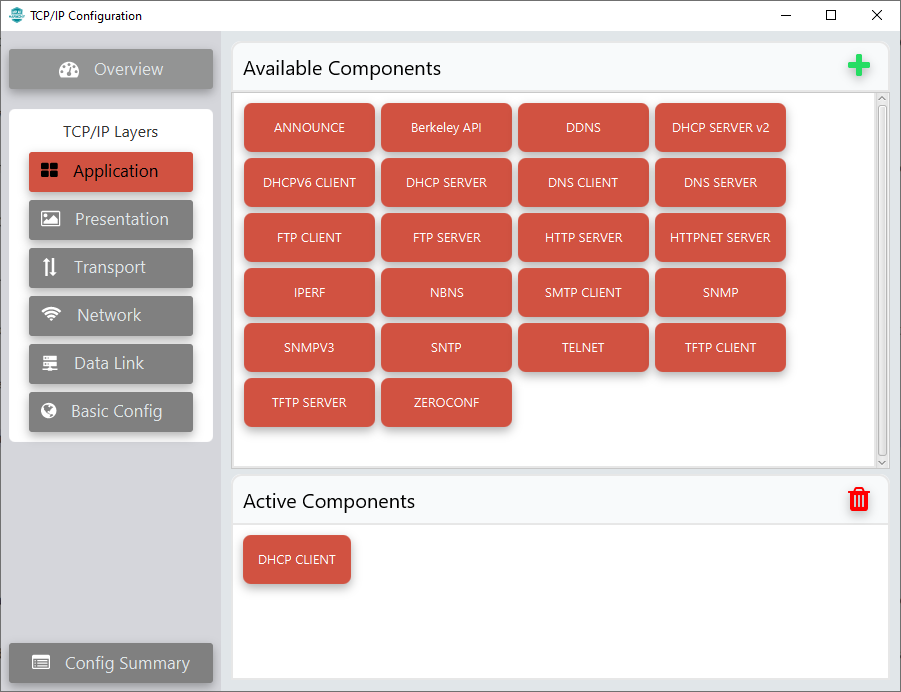 TCP/IP Configuration
Overview
TCP/IP Layers
Application
Presentation
Transport
Network
Data Link
Basic Config
Config Summary
Available Components
ANNOUNCE Berkeley API DDNS DHCP SERVER v2
DHCPV6 CLIENT DHCP SERVER DNS CLIENT DNS SERVER
FTP CLIENT FTP SERVER HTTP SERVER HTTPNET SERVER
IPERF NBNS SMTP CLIENT SNMP
SNMPV3 SNTP TELNET TFTP CLIENT
TFTP SERVER ZEROCONF
Active Components
DHCP CLIENT